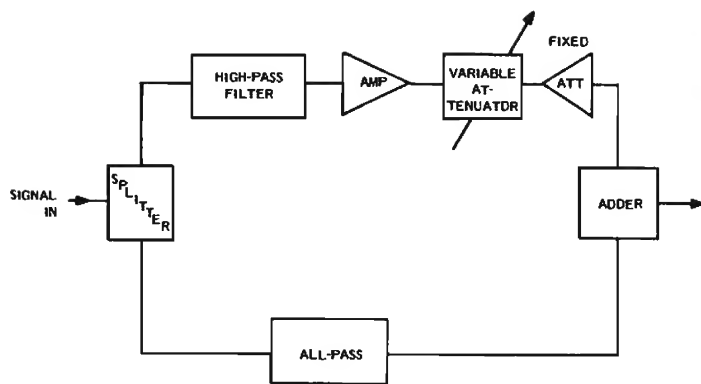 FIXED
HIGH-PASS
FILTER
AMP
VARIABLE
AT-
TENUATOR
ATT
SIGNAL
IN
SPLITTER
ADDER
ALL-PASS